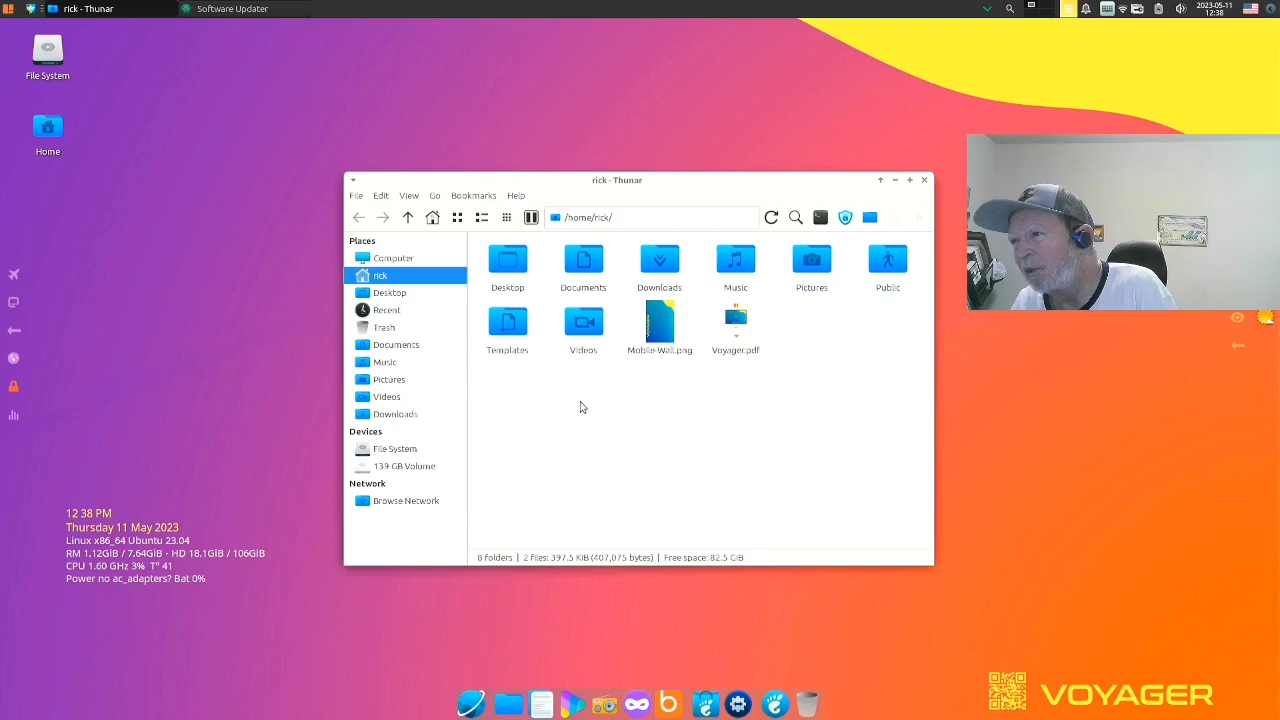 rick - Thunar
Software Updater
2023-05-11
12:38
File System
Home
rick - Thunar
File Edit View Go Bookmarks Help
/home/rick/
Places
Computer
rick
Desktop
Recent
Trash
Documents
Music
Pictures
Videos
Downloads
Devices
File System
139 GB Volume
Network
Browse Network
Desktop Documents Downloads Music Pictures Public
Templates Videos Mobile-Wall.png Voyager.pdf
8 folders | 2 files: 397.5 KiB (407,075 bytes) | Free space: 82.5 GiB
12 38 PM
Thursday 11 May 2023
Linux x86_64 Ubuntu 23.04
RM 1.12GiB / 7.64GiB - HD 18.1GiB / 106GiB
CPU 1.60 GHz 3% T° 41
Power no ac_adapters? Bat 0%
VOYAGER